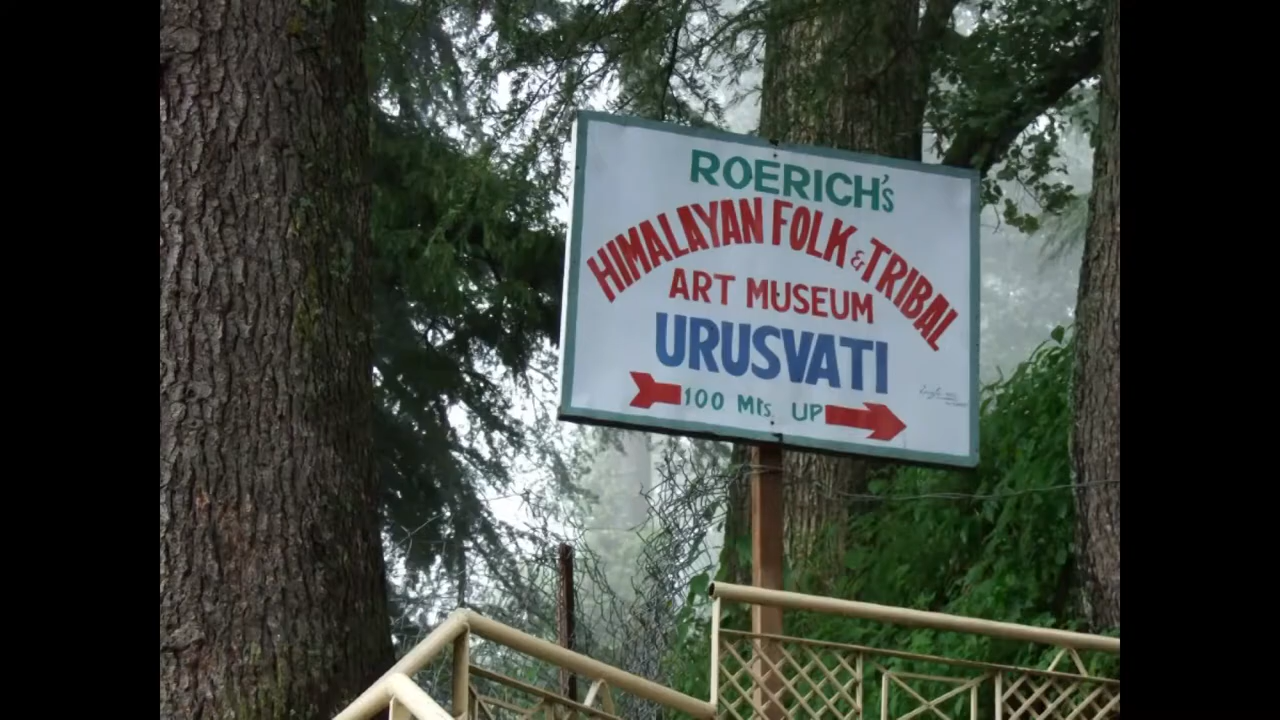 ROERICH's
HIMALAYAN FOLK & TRIBAL
ART MUSEUM
URUSVATI
100 Mts. UP